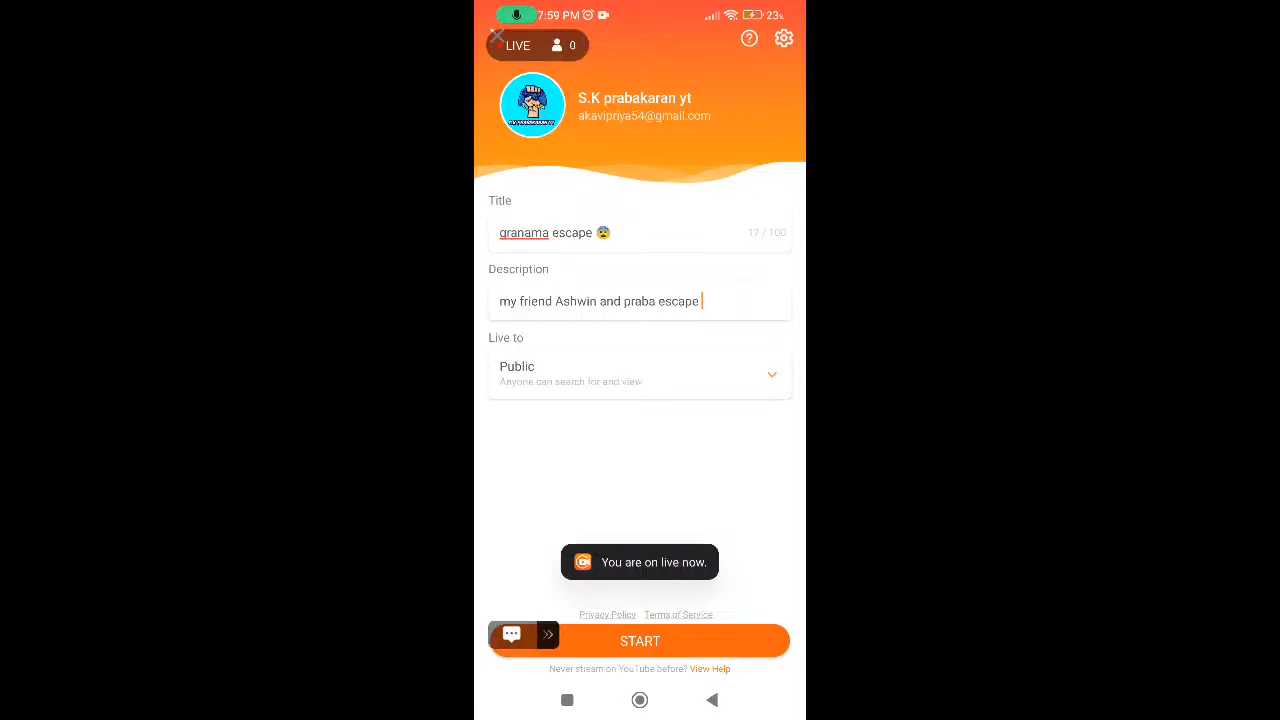 7:59 PM
23%
LIVE 0
S.K prabakaran yt
akavipriya54@gmail.com
S.K PRABAKARAN YT
Title
granama escape 😨
17 / 100
Description
my friend Ashwin and praba escape
Live to
Public
Anyone can search for and view
You are on live now.
Privacy Policy Terms of Service
START
Never stream on YouTube before? View Help